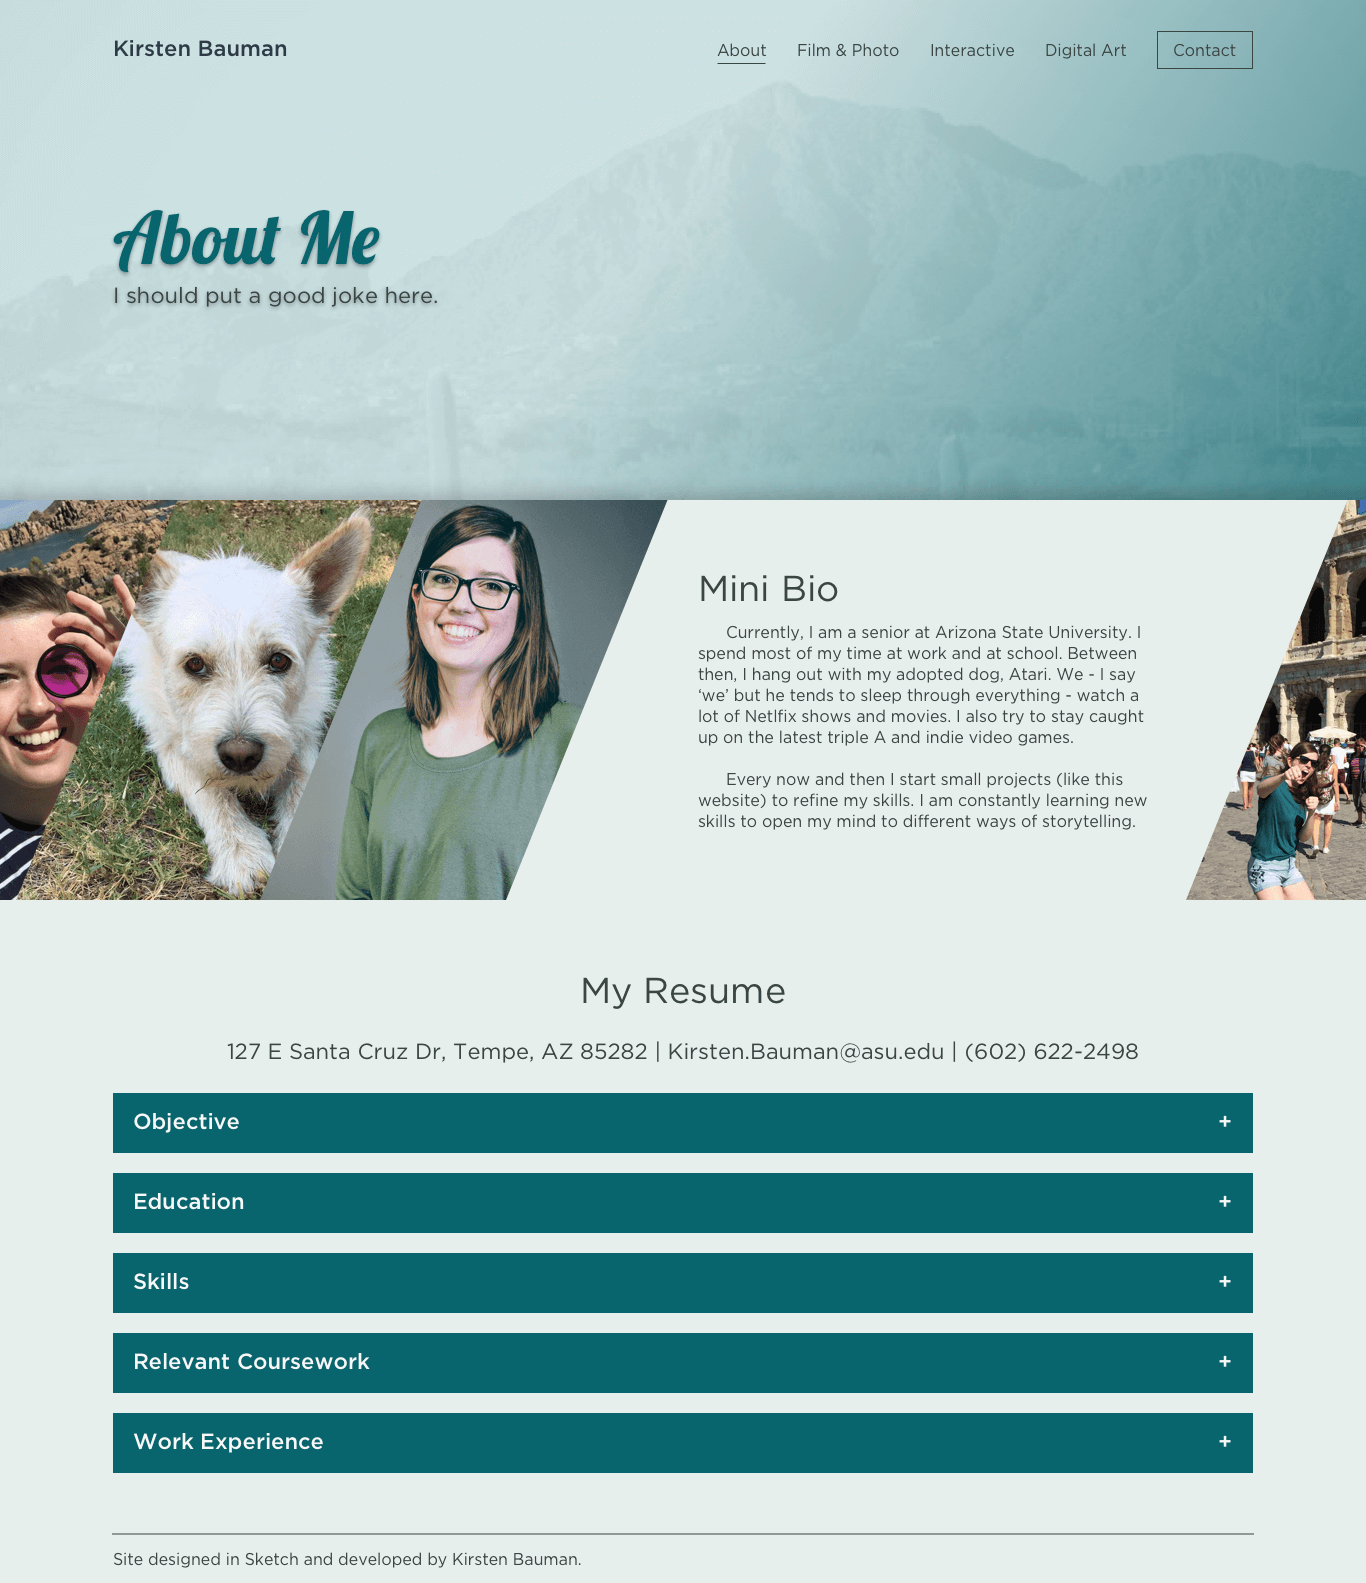 Kirsten Bauman
About Film & Photo Interactive Digital Art Contact
About Me
I should put a good joke here.
Mini Bio
Currently, I am a senior at Arizona State University. I
spend most of my time at work and at school. Between
then, I hang out with my adopted dog, Atari. We - I say
‘we’ but he tends to sleep through everything - watch a
lot of Netlfix shows and movies. I also try to stay caught
up on the latest triple A and indie video games.
Every now and then I start small projects (like this
website) to refine my skills. I am constantly learning new
skills to open my mind to different ways of storytelling.
My Resume
127 E Santa Cruz Dr, Tempe, AZ 85282 | Kirsten.Bauman@asu.edu | (602) 622-2498
Objective +
Education +
Skills +
Relevant Coursework +
Work Experience +
Site designed in Sketch and developed by Kirsten Bauman.